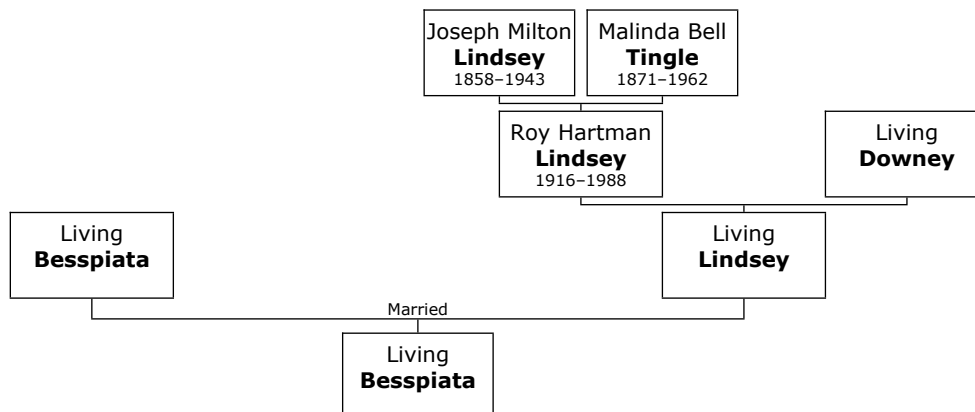 Joseph Milton
Lindsey
1858–1943
Malinda Bell
Tingle
1871–1962
Roy Hartman
Lindsey
1916–1988
Living
Downey
Living
Besspiata
Living
Lindsey
Married
Living
Besspiata